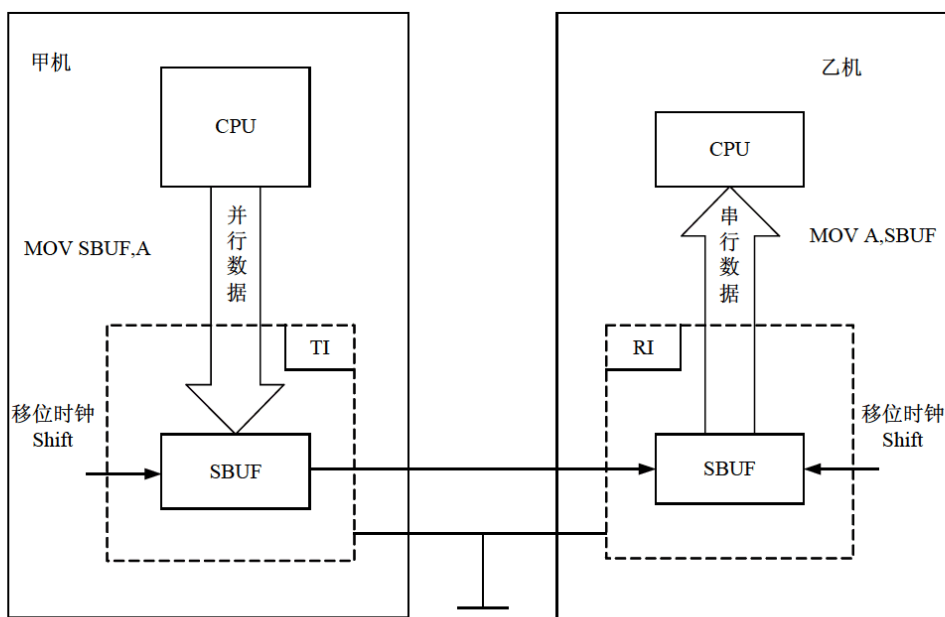 甲机
CPU
并行数据
MOV SBUF,A
TI
移位时钟
Shift
SBUF
乙机
CPU
串行数据
MOV A,SBUF
RI
移位时钟
Shift
SBUF